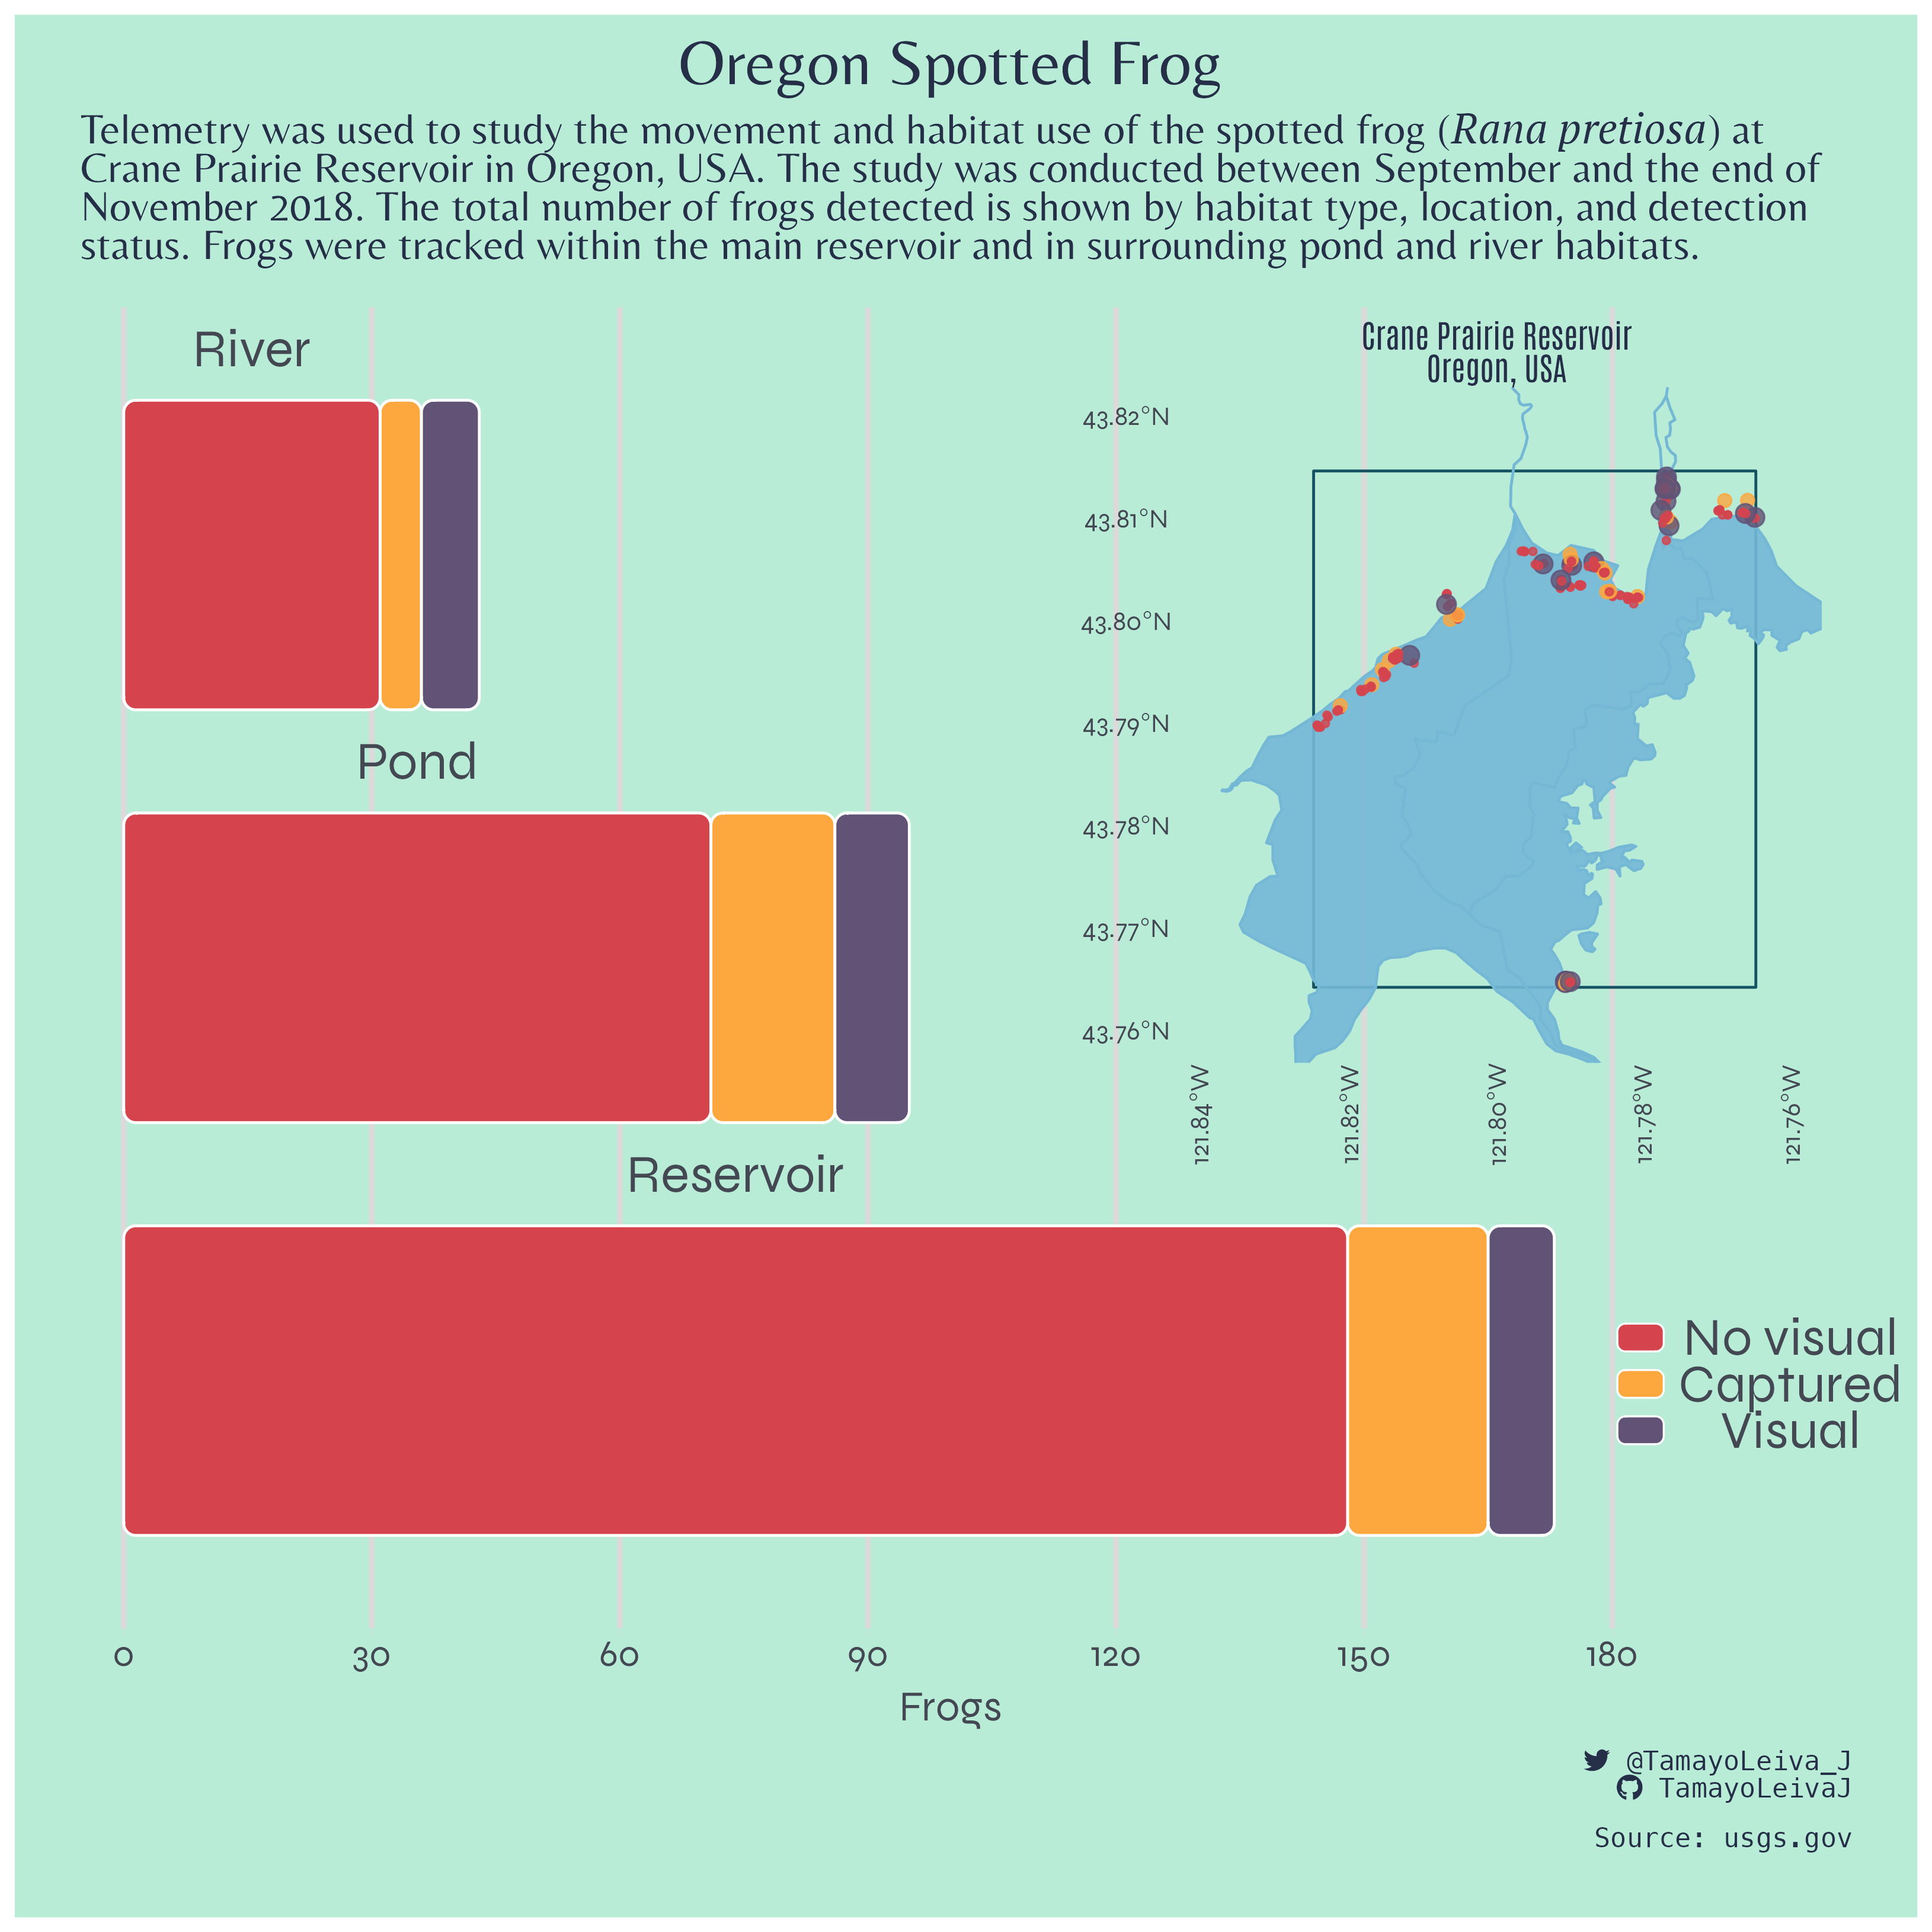 Oregon Spotted Frog
Telemetry was used to study the movement and habitat use of the spotted frog (Rana pretiosa) at
Crane Prairie Reservoir in Oregon, USA. The study was conducted between September and the end of
November 2018. The total number of frogs detected is shown by habitat type, location, and detection
status. Frogs were tracked within the main reservoir and in surrounding pond and river habitats.
River
Pond
Reservoir
Crane Prairie Reservoir
Oregon, USA
43.82°N
43.81°N
43.80°N
43.79°N
43.78°N
43.77°N
43.76°N
121.84°W
121.82°W
121.80°W
121.78°W
121.76°W
No visual
Captured
Visual
0 30 60 90 120 150 180
Frogs
@TamayoLeiva_J
TamayoLeivaJ
Source: usgs.gov